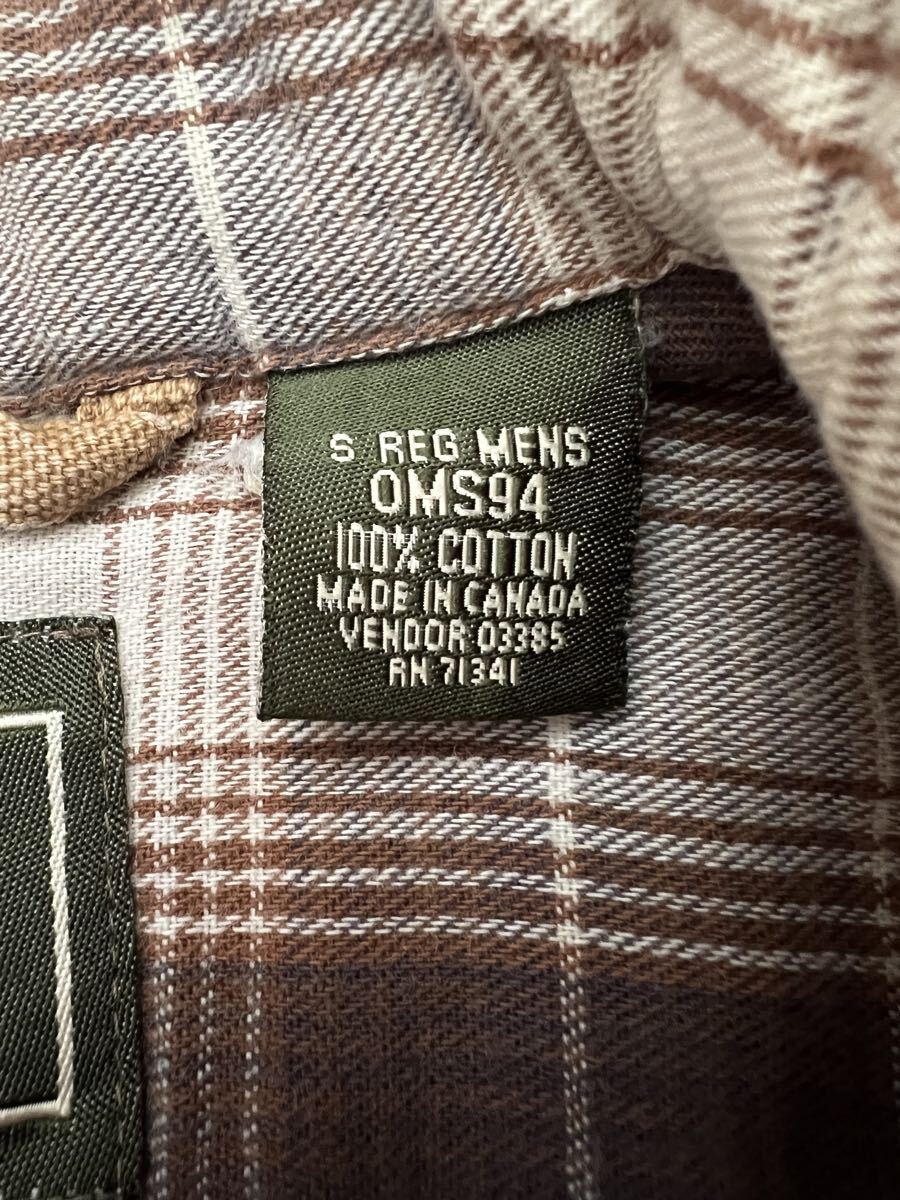 S REG MENS
OMS94
100% COTTON
MADE IN CANADA
VENDOR 03385
RN 71341